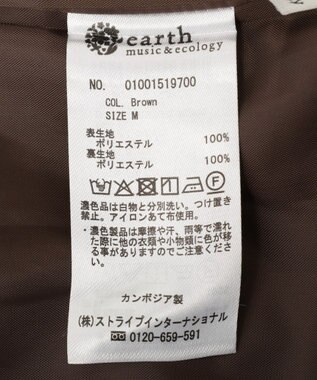 earth
music&ecology
NO. 01001519700
COL. Brown
SIZE M
表生地
ポリエステル 100%
裏生地
ポリエステル 100%
濃色品は白物と分別洗い。つけ置き
禁止。アイロンあて布使用。
・濃色製品は摩擦や汗、雨等で濡れ
た際に他の衣類や小物類に色が移
る事がありますのでご注意くださ
い。
カンボジア製
(株)ストライプインターナショナル
0120-659-591